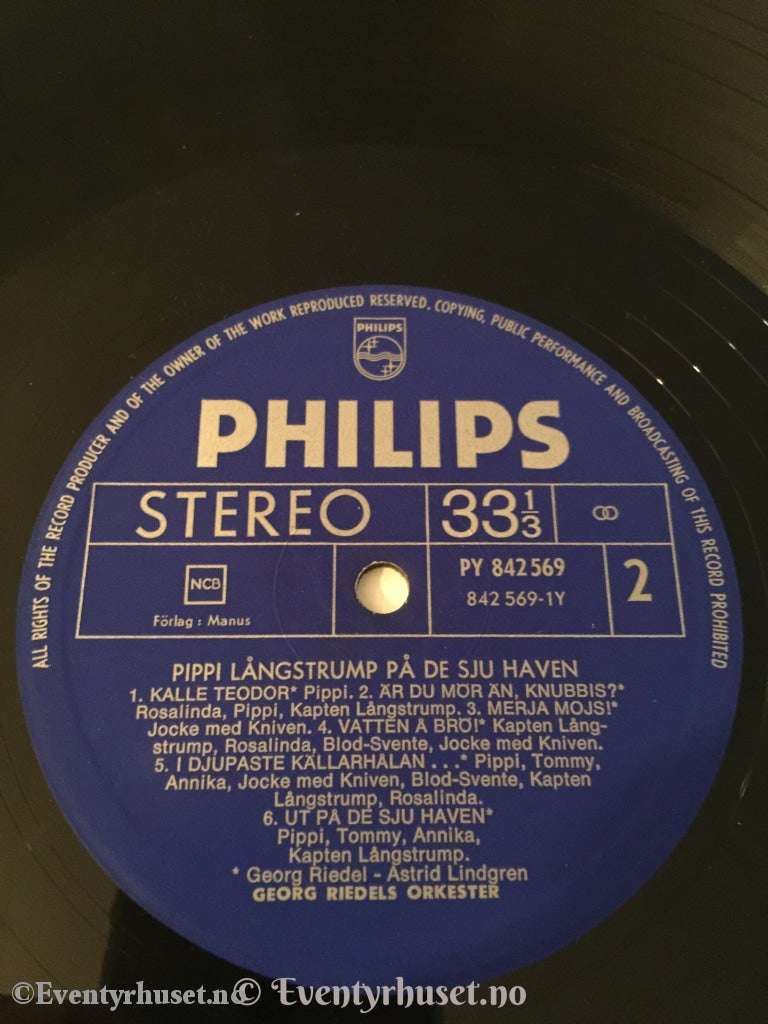 ALL RIGHTS OF THE RECORD PRODUCER AND OF THE OWNER OF THE WORK REPRODUCED RESERVED. COPYING, PUBLIC PERFORMANCE AND BROADCASTING OF THIS RECORD PROHIBITED
PHILIPS
PHILIPS
STEREO 33 1/3
NCB
Förlag : Manus
PY 842 569
842 569-1Y
2
PIPPI LÅNGSTRUMP PÅ DE SJU HAVEN
1. KALLE TEODOR* Pippi. 2. ÄR DU MÖR ÄN, KNUBBIS?*
Rosalinda, Pippi, Kapten Långstrump. 3. MERJA MOJS!*
Jocke med Kniven. 4. VATTEN Å BRÖ!* Kapten Lång-
strump, Rosalinda, Blod-Svente, Jocke med Kniven.
5. I DJUPASTE KÄLLARHÅLAN . . .* Pippi, Tommy,
Annika, Jocke med Kniven, Blod-Svente, Kapten
Långstrump, Rosalinda.
6. UT PÅ DE SJU HAVEN*
Pippi, Tommy, Annika,
Kapten Långstrump.
* Georg Riedel - Astrid Lindgren
GEORG RIEDELS ORKESTER
©Eventyrhuset.no © Eventyrhuset.no